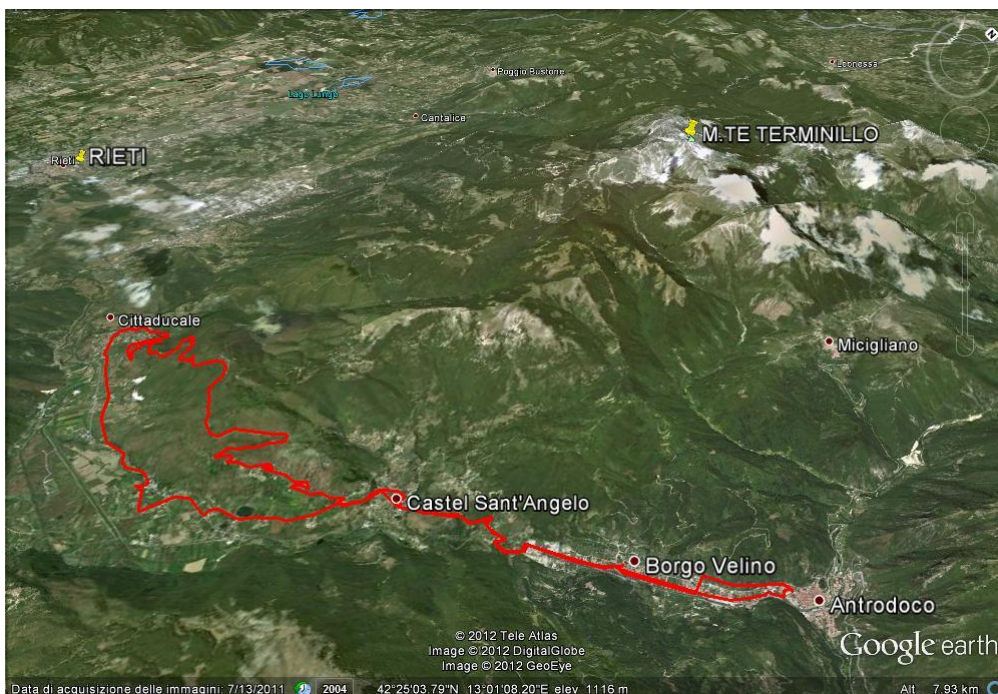 N
Leonessa
Poggio Bustone
Lago Lungo
Cantalice
M.TE TERMINILLO
Rieti
RIETI
Cittaducale
Micigliano
Castel Sant'Angelo
Borgo Velino
Antrodoco
© 2012 Tele Atlas
Image © 2012 DigitalGlobe
Image © 2012 GeoEye
Google earth
Data di acquisizione delle immagini: 7/13/2011 2004 42°25'03.79"N 13°01'08.20"E elev 1116 m Alt 7.93 km